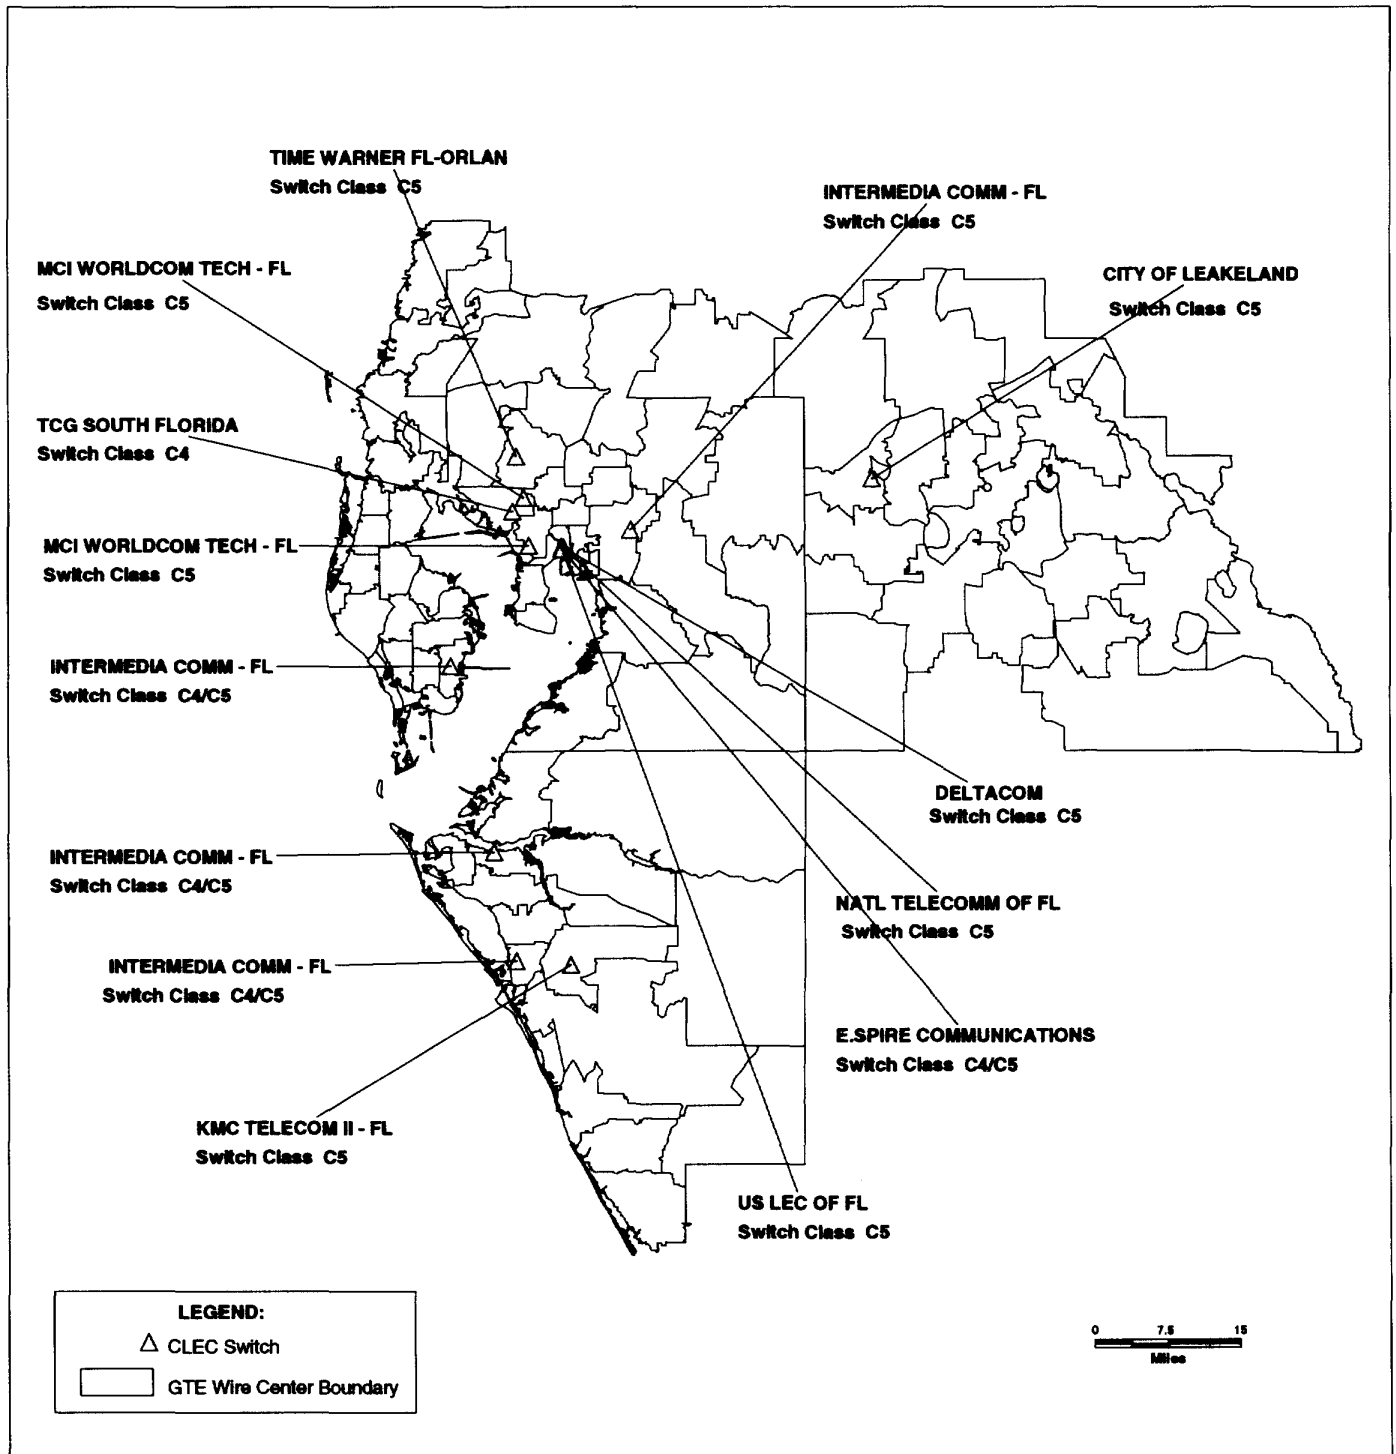 TIME WARNER FL-ORLAN
Switch Class C5
INTERMEDIA COMM - FL
Switch Class C5
MCI WORLDCOM TECH - FL
Switch Class C5
CITY OF LEAKELAND
Switch Class C5
TCG SOUTH FLORIDA
Switch Class C4
MCI WORLDCOM TECH - FL
Switch Class C5
INTERMEDIA COMM - FL
Switch Class C4/C5
DELTACOM
Switch Class C5
INTERMEDIA COMM - FL
Switch Class C4/C5
NATL TELECOMM OF FL
Switch Class C5
INTERMEDIA COMM - FL
Switch Class C4/C5
E.SPIRE COMMUNICATIONS
Switch Class C4/C5
KMC TELECOM II - FL
Switch Class C5
US LEC OF FL
Switch Class C5
LEGEND:
CLEC Switch
GTE Wire Center Boundary
0 7.5 15
Miles